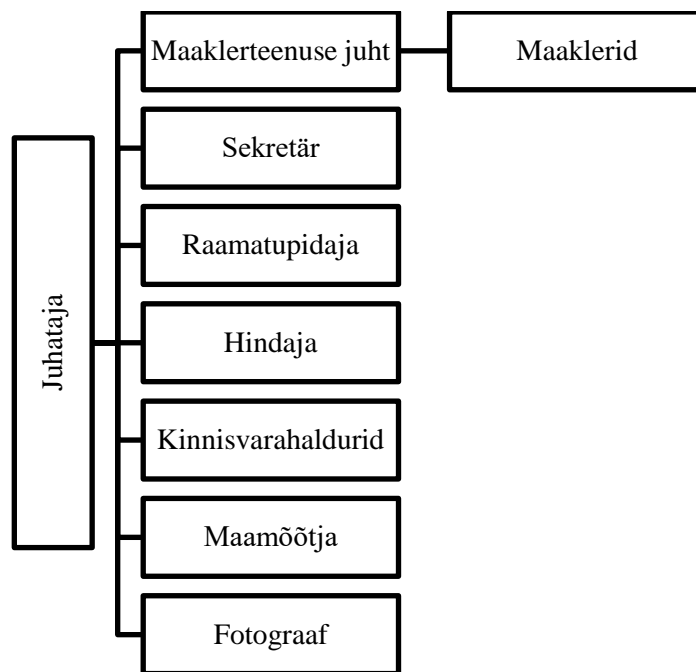 Maaklerteenuse juht
Maaklerid
Sekretär
Raamatupidaja
Juhataja
Hindaja
Kinnisvarahaldurid
Maamõõtja
Fotograaf